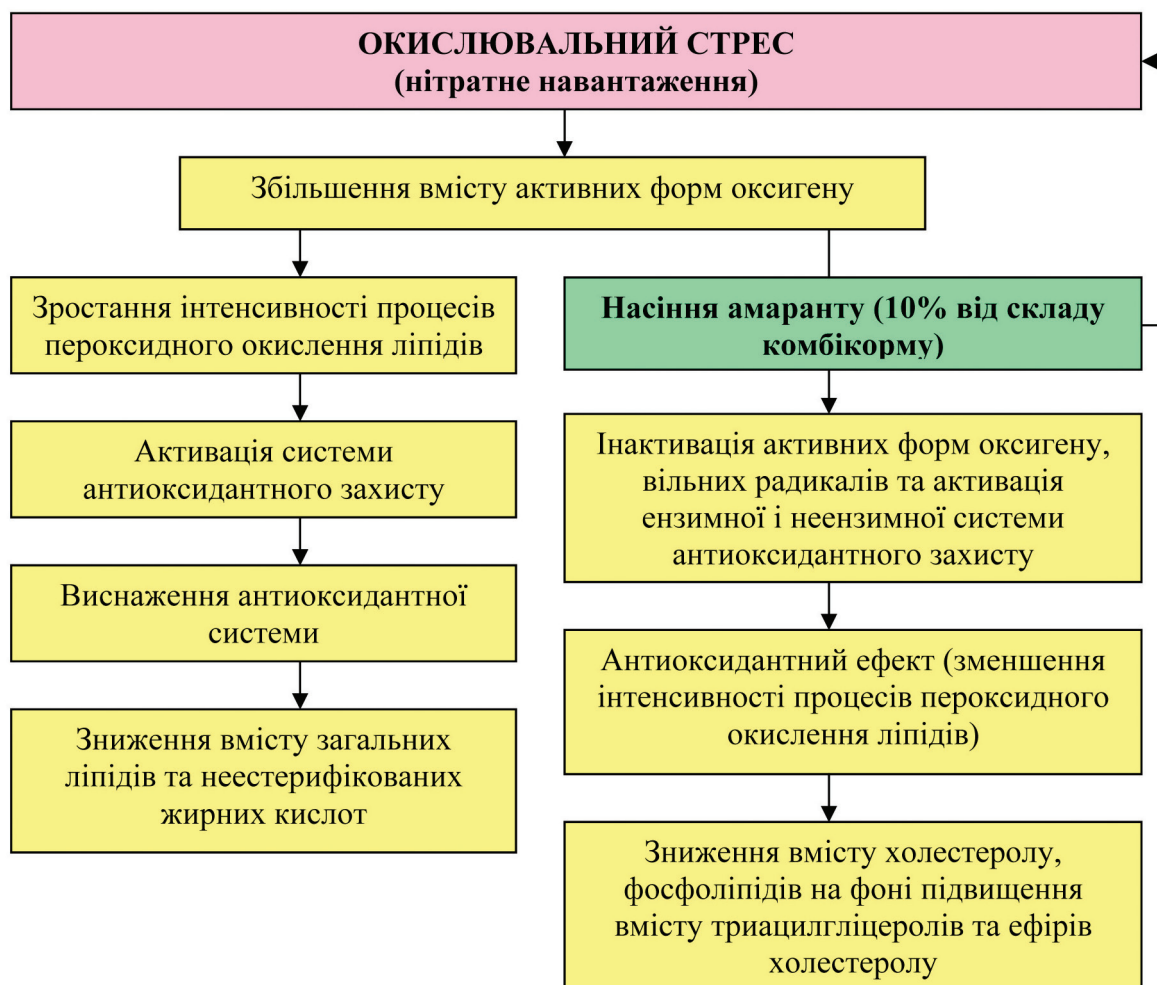 ОКИСЛЮВАЛЬНИЙ СТРЕС
(нітратне навантаження)
Збільшення вмісту активних форм оксигену
Зростання інтенсивності процесів
пероксидного окислення ліпідів
Активація системи
антиоксидантного захисту
Виснаження антиоксидантної
системи
Зниження вмісту загальних
ліпідів та неестерифікованих
жирних кислот
Насіння амаранту (10% від складу
комбікорму)
Інактивація активних форм оксигену,
вільних радикалів та активація
ензимної і неензимної системи
антиоксидантного захисту
Антиоксидантний ефект (зменшення
інтенсивності процесів пероксидного
окислення ліпідів)
Зниження вмісту холестеролу,
фосфоліпідів на фоні підвищення
вмісту триацилгліцеролів та ефірів
холестеролу